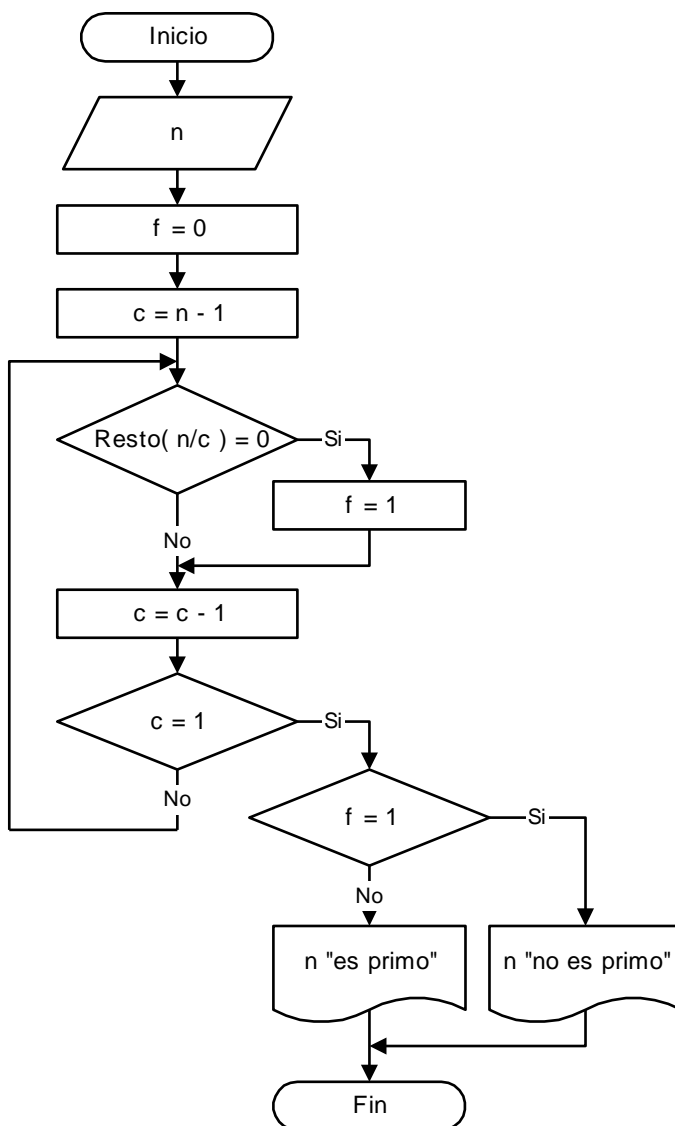 Inicio
n
f = 0
c = n - 1
Resto( n/c ) = 0
Si
f = 1
No
c = c - 1
c = 1
Si
No
f = 1
Si
No
n "es primo"
n "no es primo"
Fin